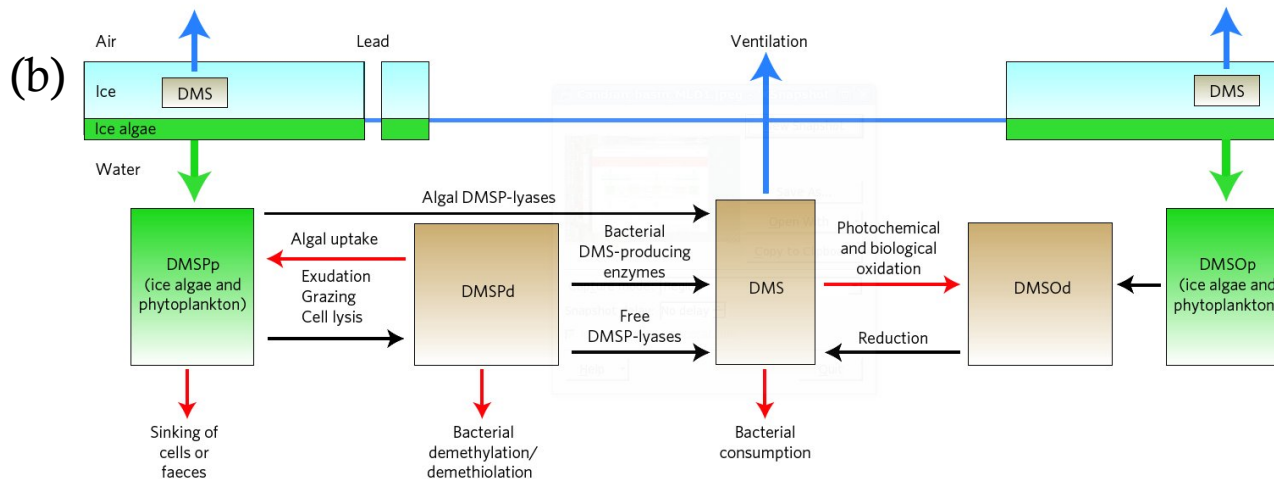 (b)
Air
Lead
Ventilation
Ice
DMS
DMS
Ice algae
Water
Algal DMSP-lyases
DMSPp
(ice algae and
phytoplankton)
Algal uptake
Exudation
Grazing
Cell lysis
DMSPd
Bacterial
DMS-producing
enzymes
Free
DMSP-lyases
DMS
Photochemical
and biological
oxidation
Reduction
DMSOd
DMSOp
(ice algae and
phytoplankton
Sinking of
cells or
faeces
Bacterial
demethylation/
demethiolation
Bacterial
consumption